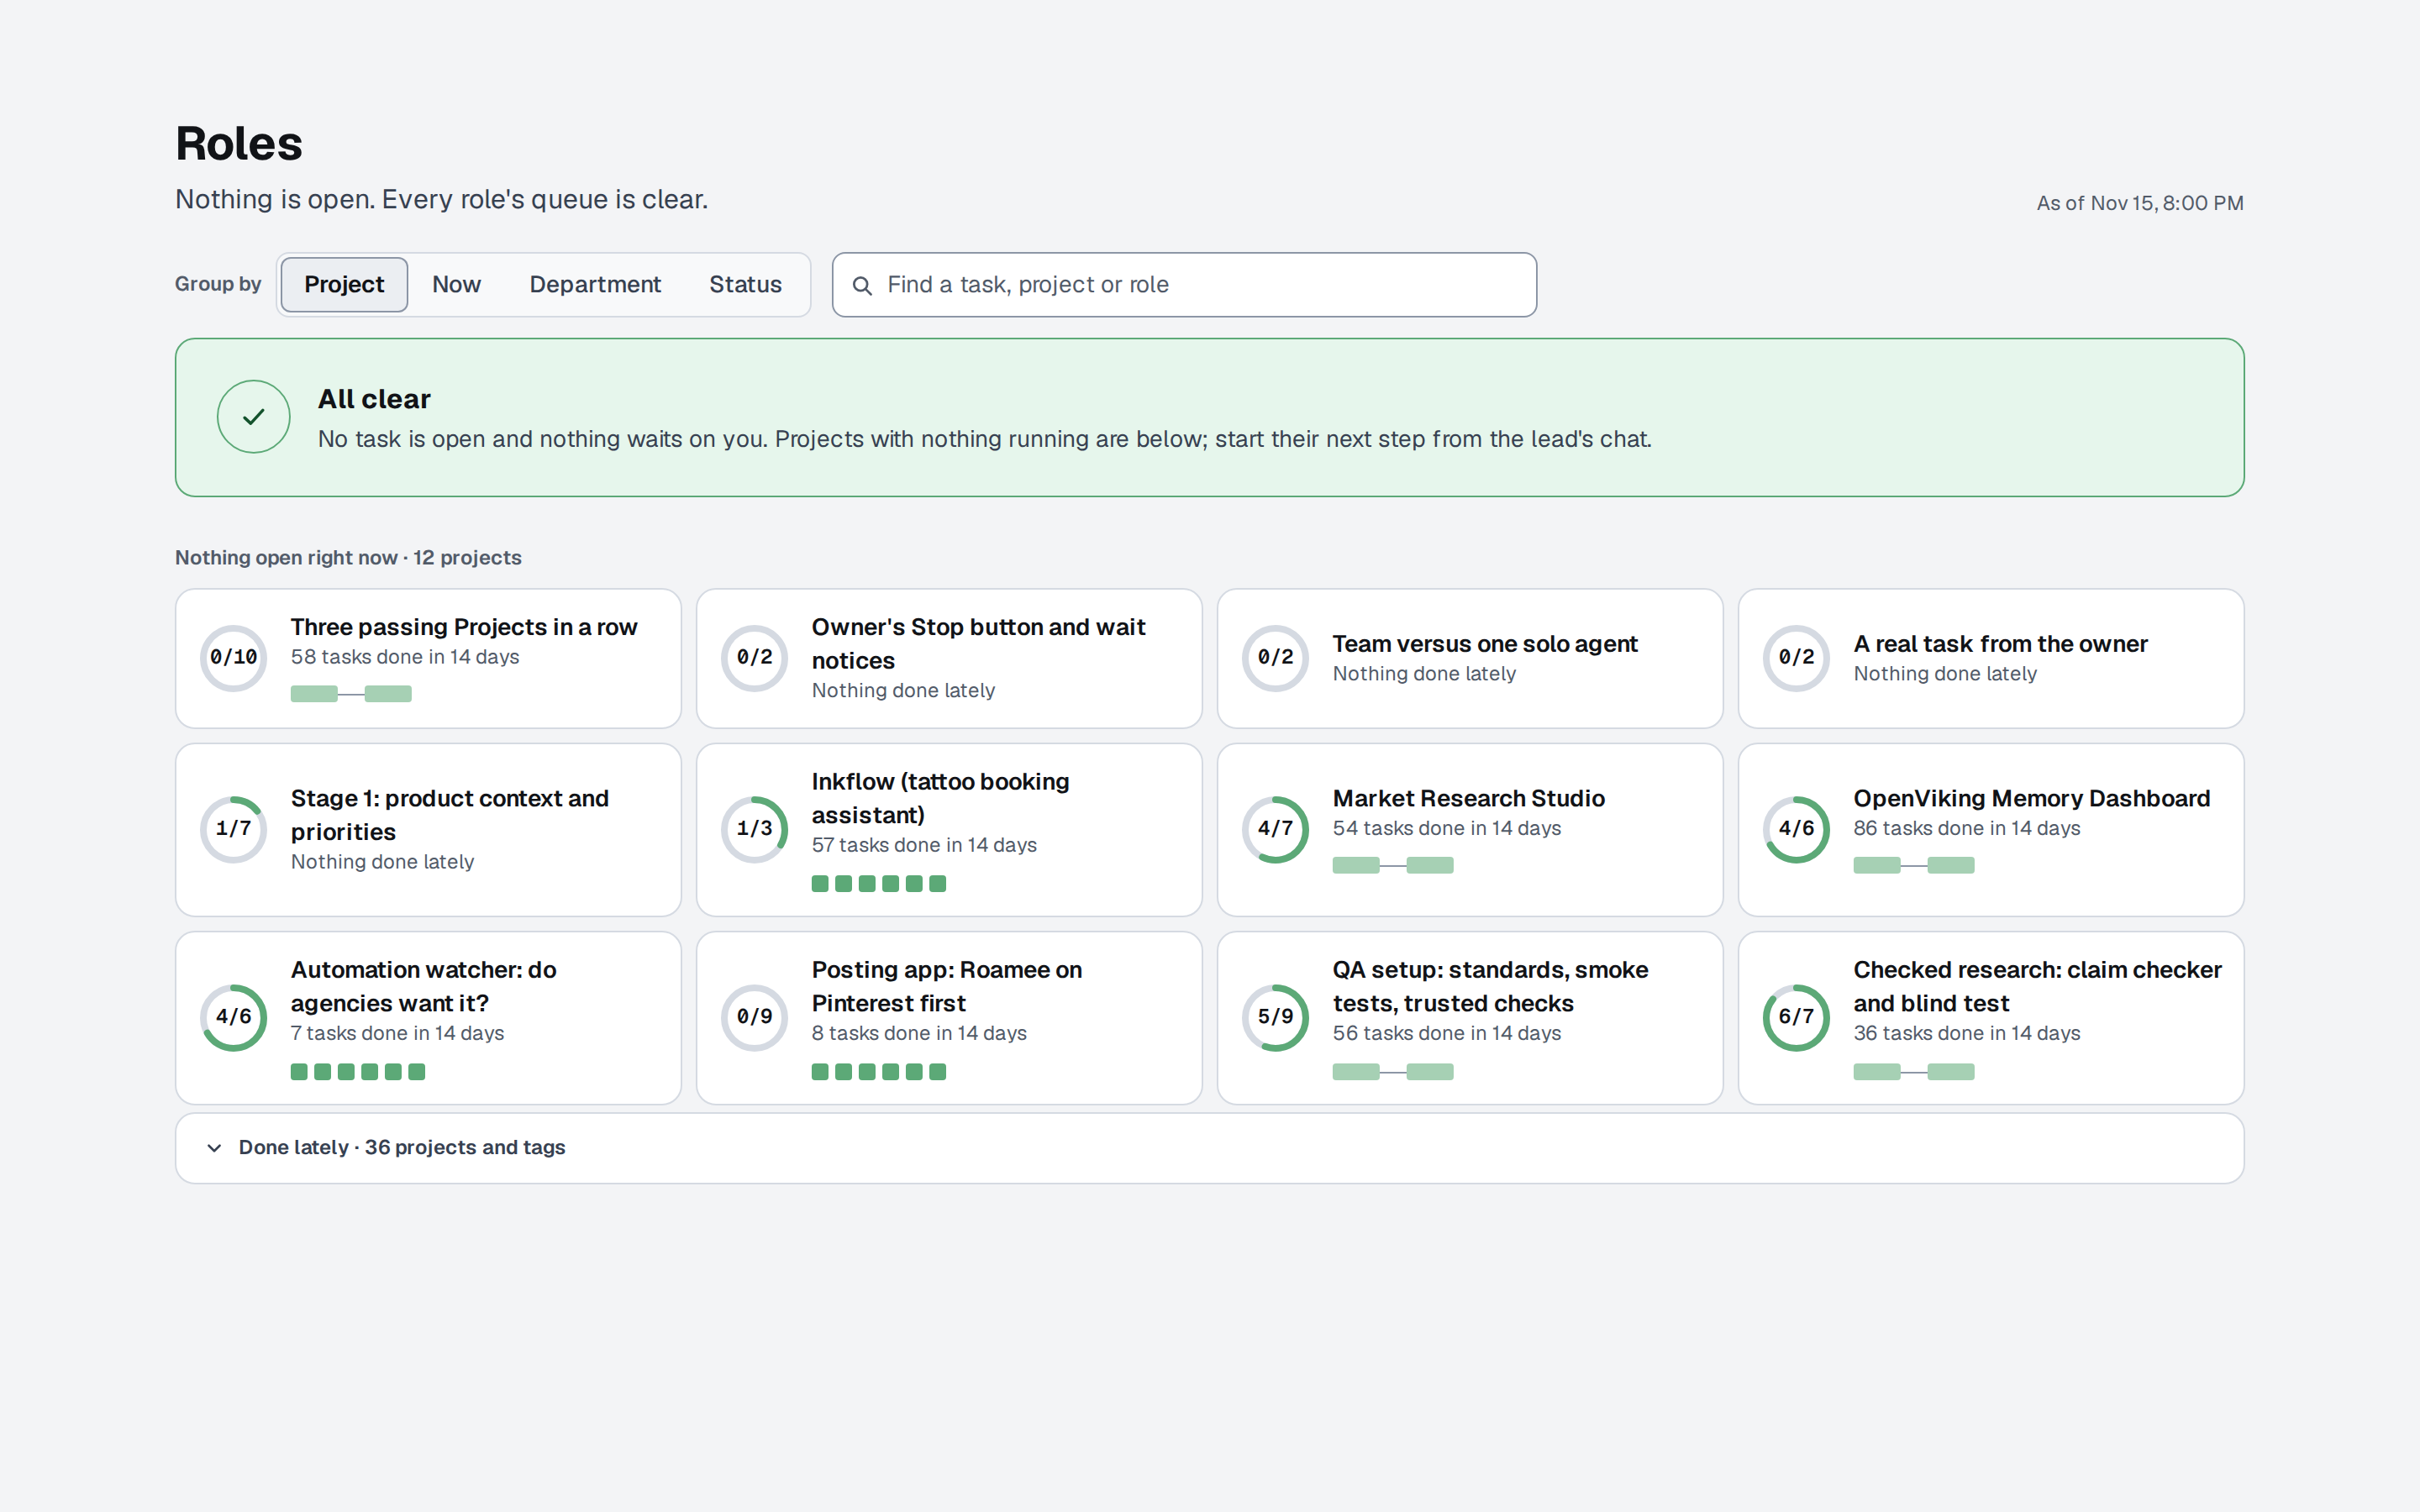 Roles
Nothing is open. Every role's queue is clear.
As of Nov 15, 8:00 PM
Group by
Project
Now
Department
Status
Find a task, project or role
All clear
No task is open and nothing waits on you. Projects with nothing running are below; start their next step from the lead's chat.
Nothing open right now · 12 projects
0/10
Three passing Projects in a row
58 tasks done in 14 days
0/2
Owner's Stop button and wait
notices
Nothing done lately
0/2
Team versus one solo agent
Nothing done lately
0/2
A real task from the owner
Nothing done lately
1/7
Stage 1: product context and
priorities
Nothing done lately
1/3
Inkflow (tattoo booking
assistant)
57 tasks done in 14 days
4/7
Market Research Studio
54 tasks done in 14 days
4/6
OpenViking Memory Dashboard
86 tasks done in 14 days
4/6
Automation watcher: do
agencies want it?
7 tasks done in 14 days
0/9
Posting app: Roamee on
Pinterest first
8 tasks done in 14 days
5/9
QA setup: standards, smoke
tests, trusted checks
56 tasks done in 14 days
6/7
Checked research: claim checker
and blind test
36 tasks done in 14 days
Done lately · 36 projects and tags